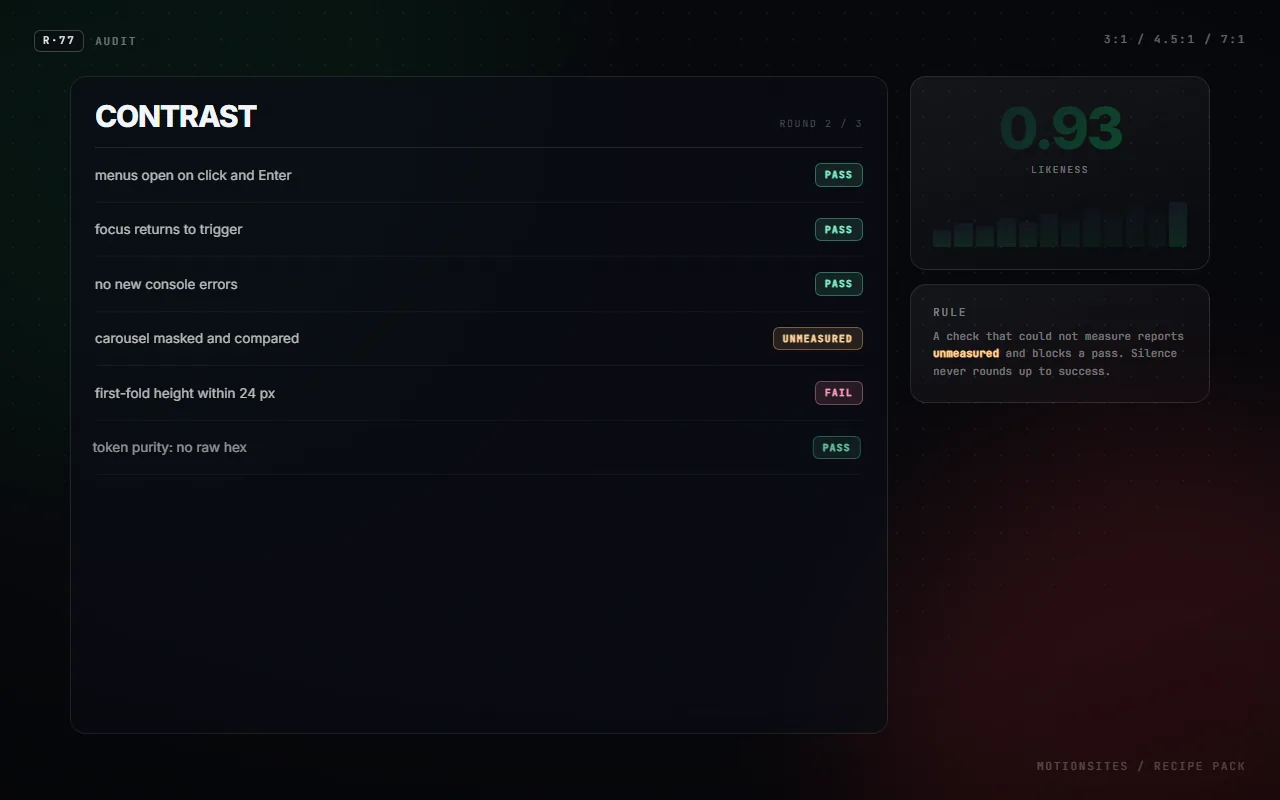 R·77 AUDIT
3:1 / 4.5:1 / 7:1
CONTRAST
ROUND 2 / 3
menus open on click and Enter
PASS
focus returns to trigger
PASS
no new console errors
PASS
carousel masked and compared
UNMEASURED
first-fold height within 24 px
FAIL
token purity: no raw hex
PASS
0.93
LIKENESS
RULE
A check that could not measure reports
unmeasured and blocks a pass. Silence
never rounds up to success.
MOTIONSITES / RECIPE PACK